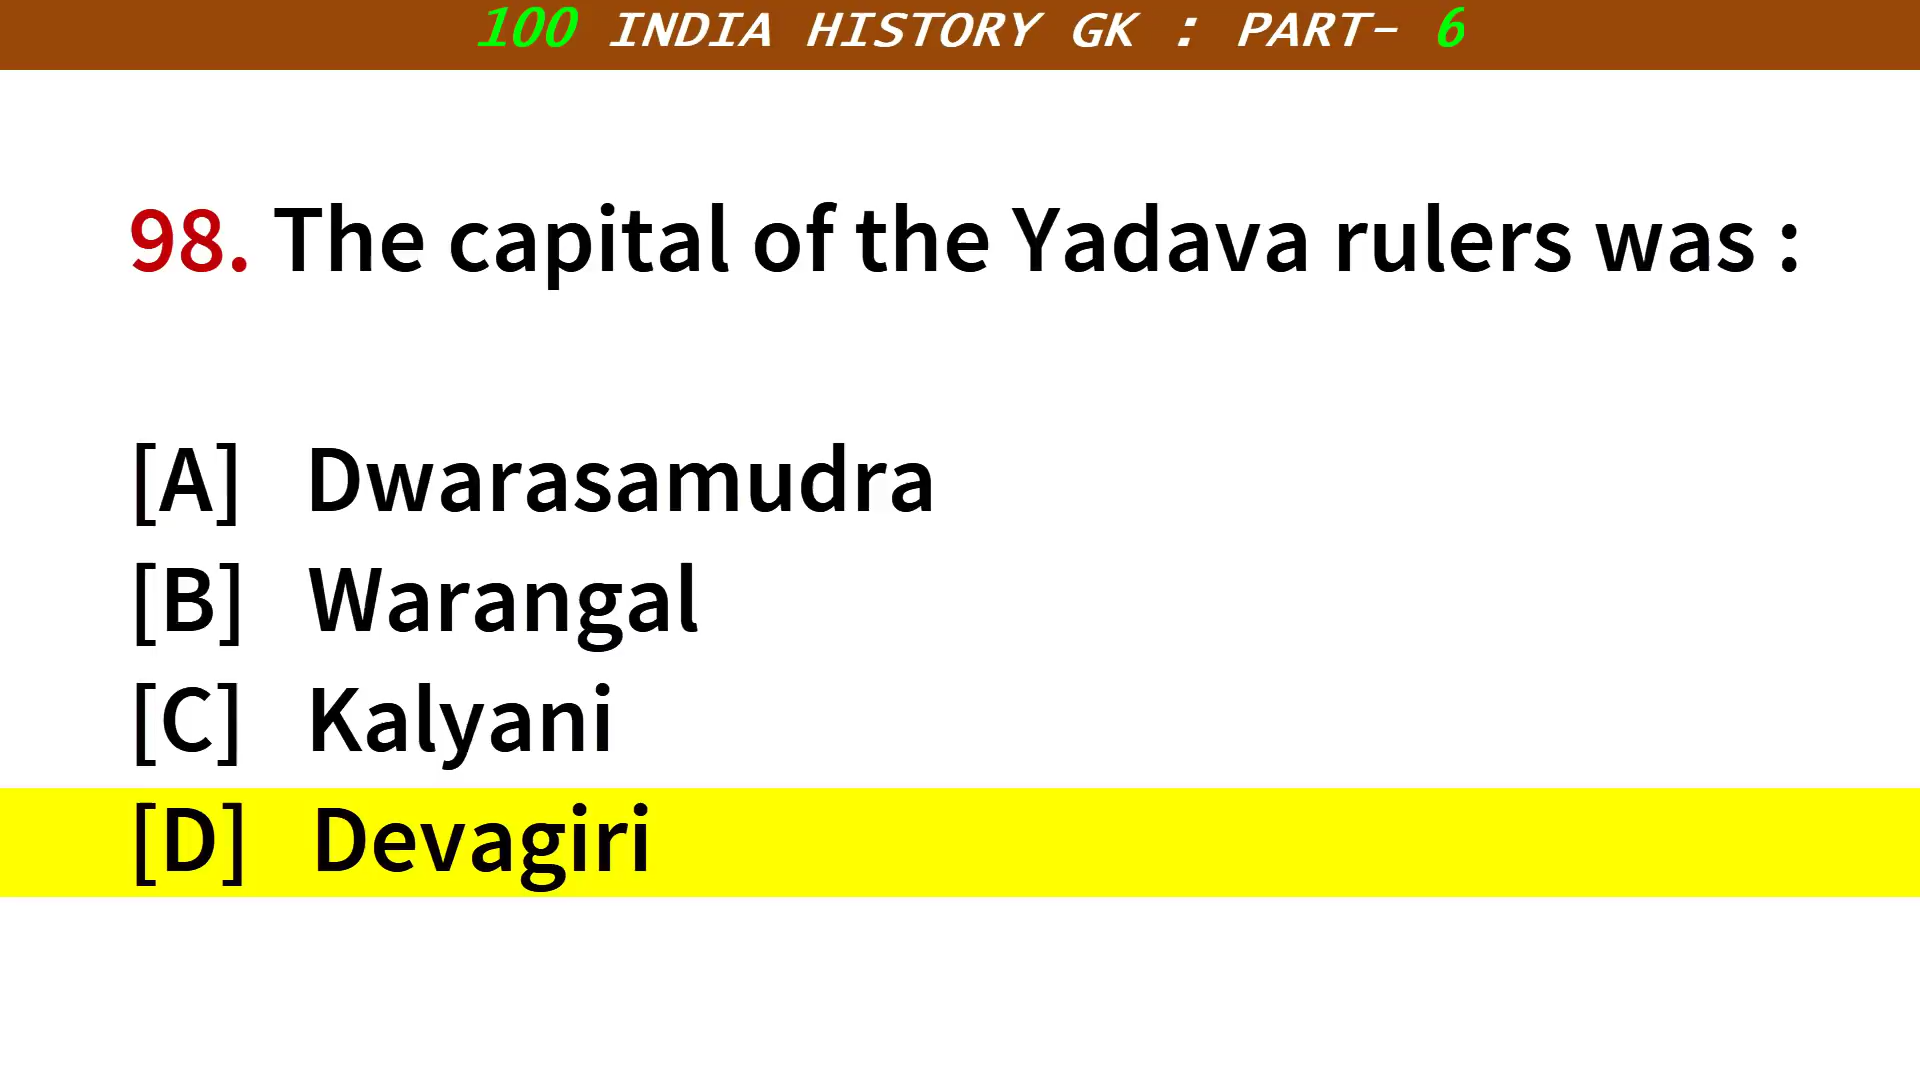 100 INDIA HISTORY GK : PART- 6
98. The capital of the Yadava rulers was :
[A] Dwarasamudra
[B] Warangal
[C] Kalyani
[D] Devagiri